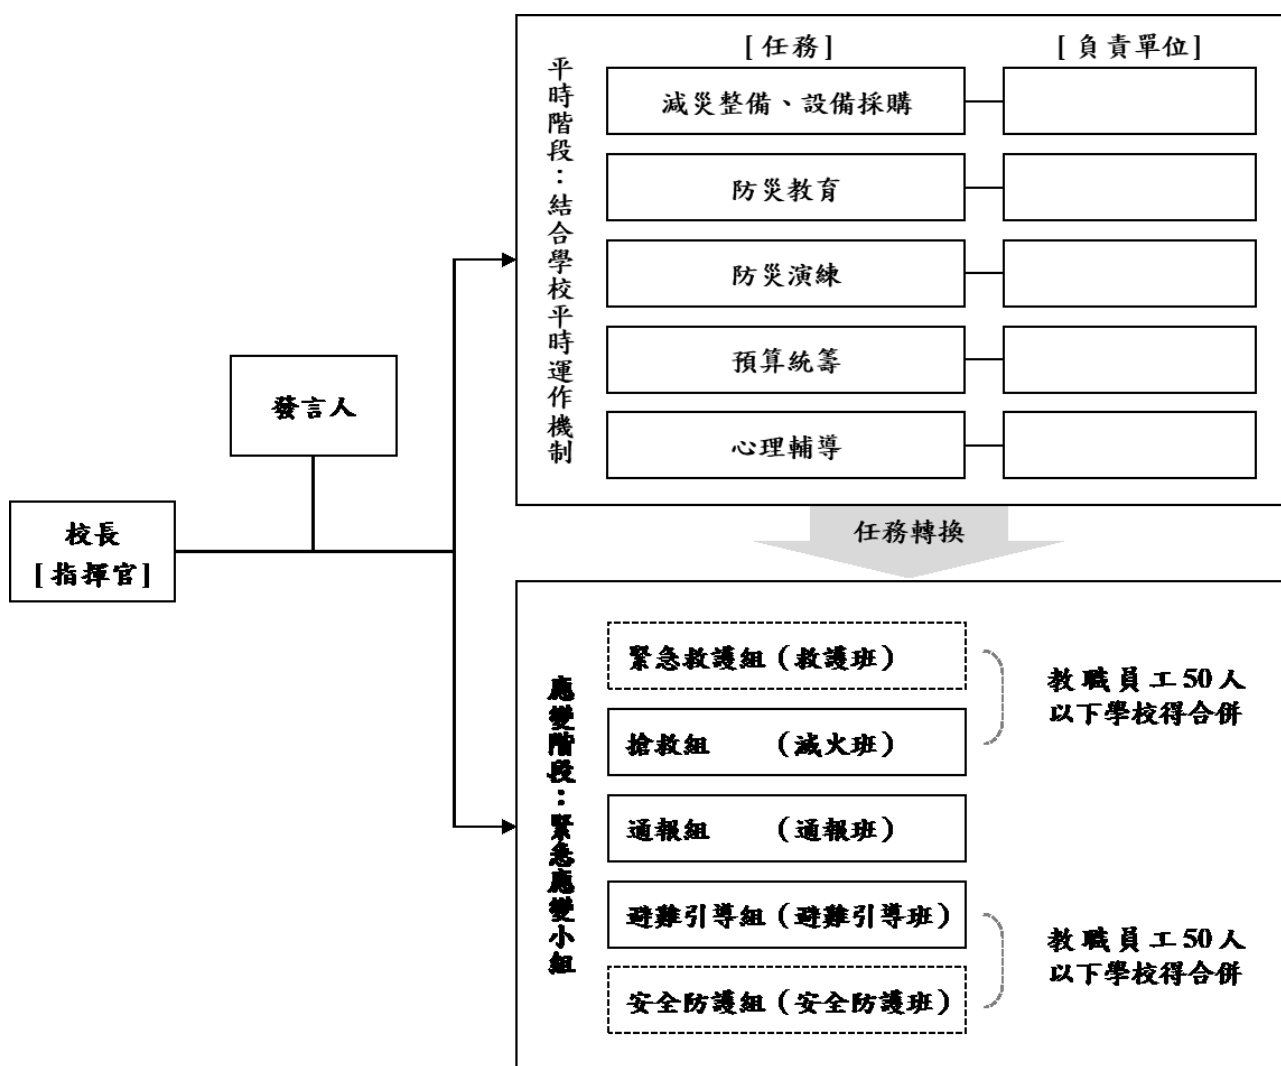 [任務]
[負責單位]
平時階段：結合學校平時運作機制
減災整備、設備採購
防災教育
防災演練
預算統籌
心理輔導
發言人
校長
[指揮官]
任務轉換
應變階段：緊急應變小組
緊急救護組（救護班）
搶救組　　（滅火班）
通報組　　（通報班）
避難引導組（避難引導班）
安全防護組（安全防護班）
教職員工50人
以下學校得合併
教職員工50人
以下學校得合併